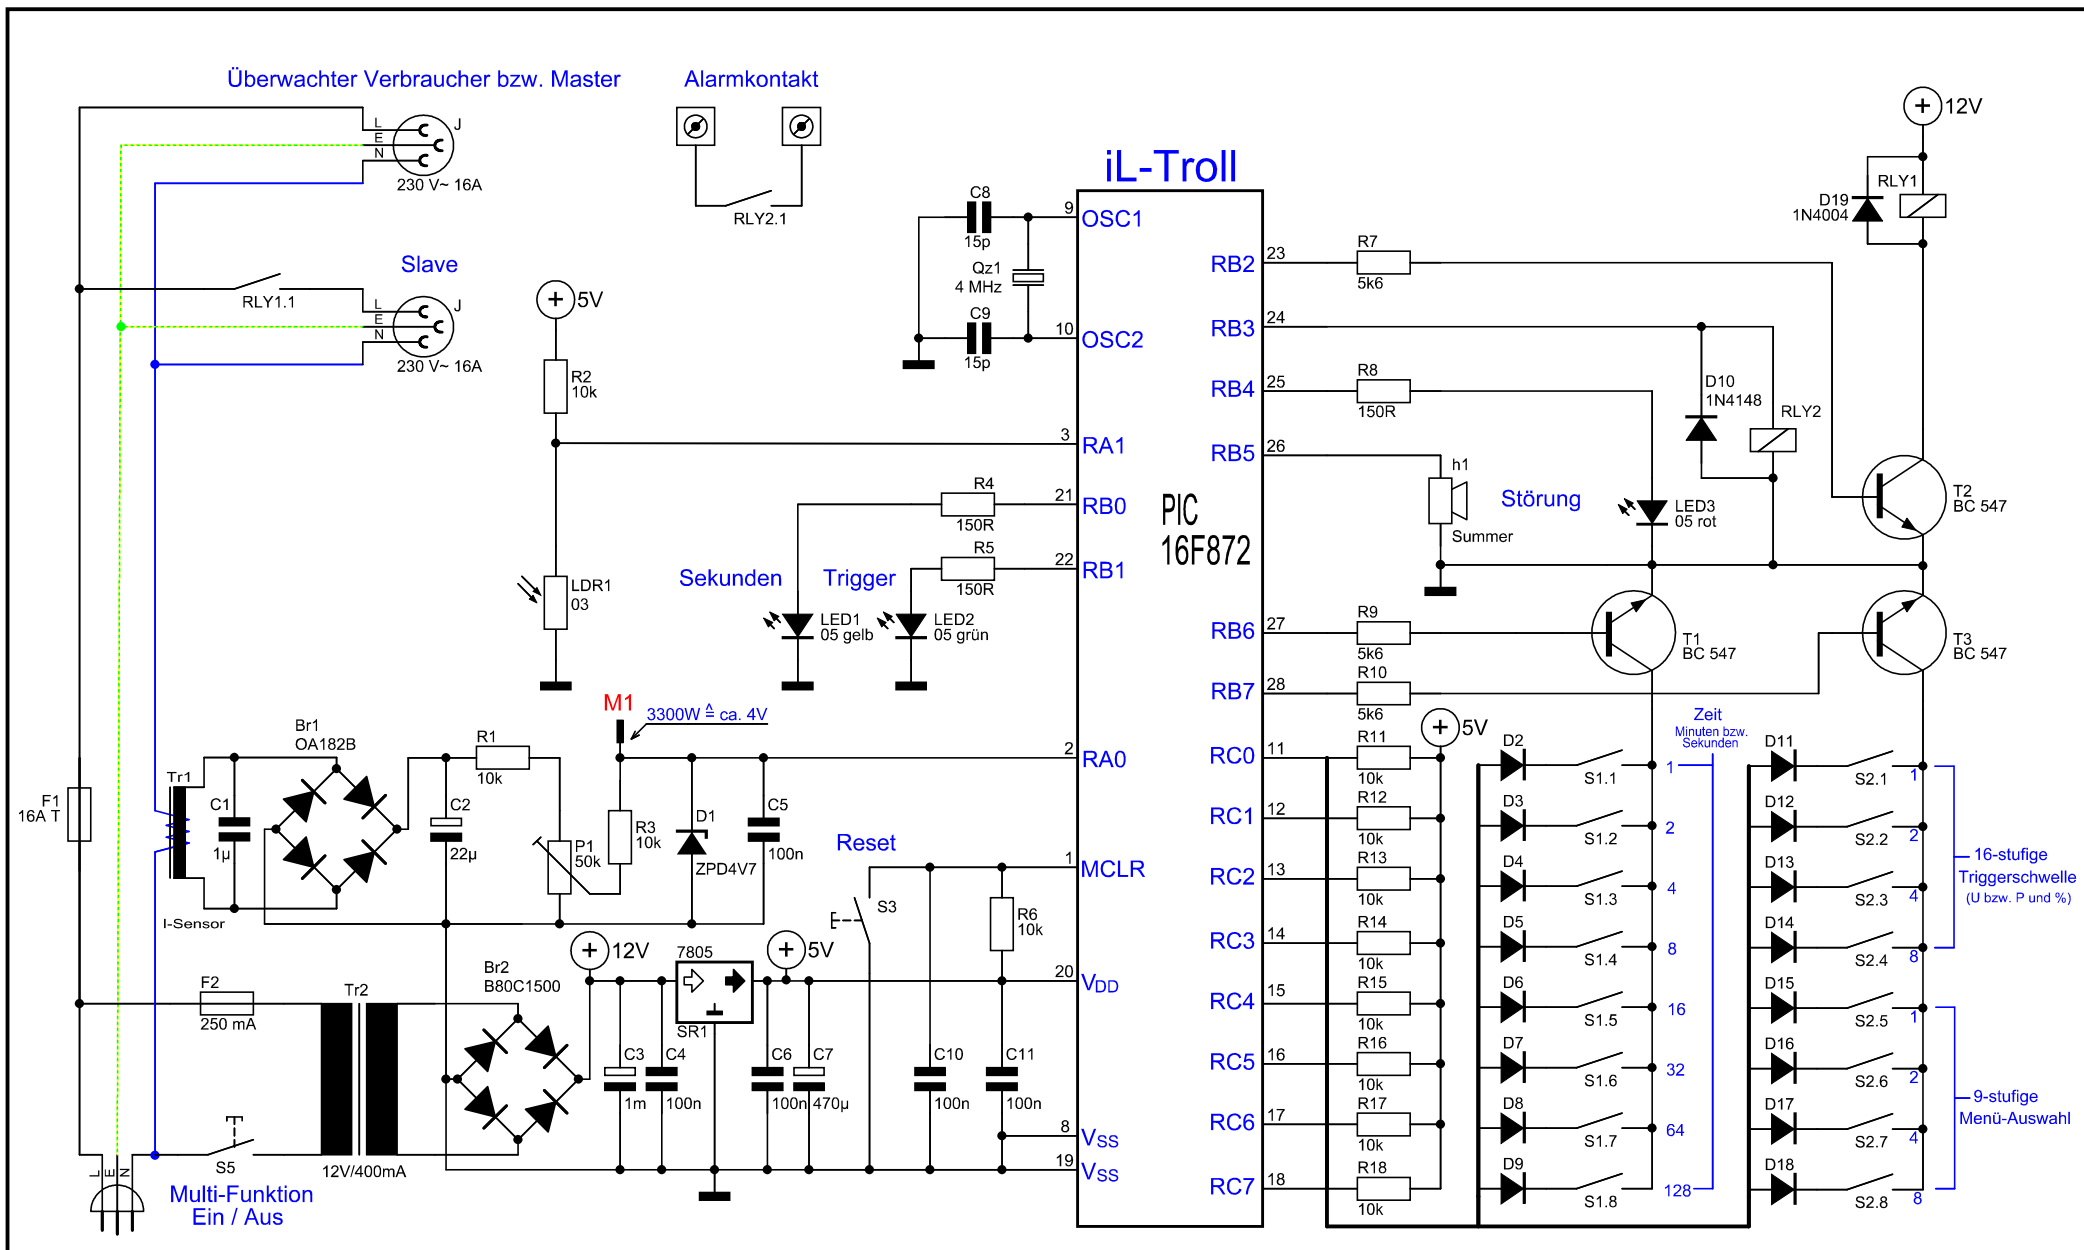 Überwachter Verbraucher bzw. Master
Alarmkontakt
L
E
N
J
230 V~ 16A
RLY2.1
Slave
RLY1.1
L
E
N
J
230 V~ 16A
5V
R2
10k
LDR1
03
iL-Troll
C8
15p
Qz1
4 MHz
C9
15p
9
OSC1
10
OSC2
3
RA1
21
RB0
22
RB1
2
RA0
1
MCLR
20
VDD
8
VSS
19
VSS
PIC
16F872
R4
150R
R5
150R
Sekunden
Trigger
LED1
05 gelb
LED2
05 grün
M1
3300W ≙ ca. 4V
Br1
OA182B
R1
10k
Tr1
C1
1µ
I-Sensor
C2
22µ
P1
50k
R3
10k
D1
ZPD4V7
C5
100n
Reset
S3
R6
10k
F1
16A T
F2
250 mA
Tr2
12V/400mA
Br2
B80C1500
12V
7805
SR1
5V
C3
1m
C4
100n
C6
100n
C7
470µ
C10
100n
C11
100n
S5
L
E
N
Multi-Funktion
Ein / Aus
RB2
23
RB3
24
RB4
25
RB5
26
RB6
27
RB7
28
RC0
11
RC1
12
RC2
13
RC3
14
RC4
15
RC5
16
RC6
17
RC7
18
R7
5k6
R8
150R
h1
Summer
Störung
LED3
05 rot
D10
1N4148
RLY2
12V
RLY1
D19
1N4004
T2
BC 547
R9
5k6
R10
5k6
T1
BC 547
T3
BC 547
5V
R11
10k
R12
10k
R13
10k
R14
10k
R15
10k
R16
10k
R17
10k
R18
10k
Zeit
Minuten bzw.
Sekunden
D2
S1.1
1
D3
S1.2
2
D4
S1.3
4
D5
S1.4
8
D6
S1.5
16
D7
S1.6
32
D8
S1.7
64
D9
S1.8
128
D11
S2.1
1
D12
S2.2
2
D13
S2.3
4
D14
S2.4
8
D15
S2.5
1
D16
S2.6
2
D17
S2.7
4
D18
S2.8
8
16-stufige
Triggerschwelle
(U bzw. P und %)
9-stufige
Menü-Auswahl